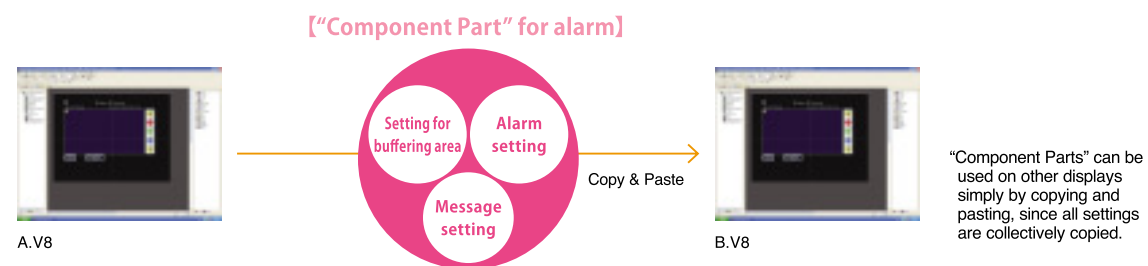 【“Component Part” for alarm】
Setting for
buffering area
Alarm
setting
Message
setting
Copy & Paste
A.V8
B.V8
“Component Parts” can be
used on other displays
simply by copying and
pasting, since all settings
are collectively copied.